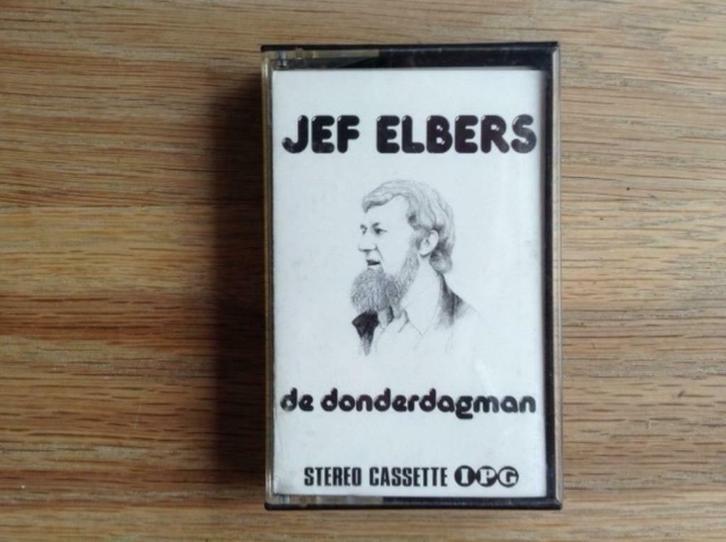 JEF ELBERS
de donderdagman
STEREO CASSETTE IPG